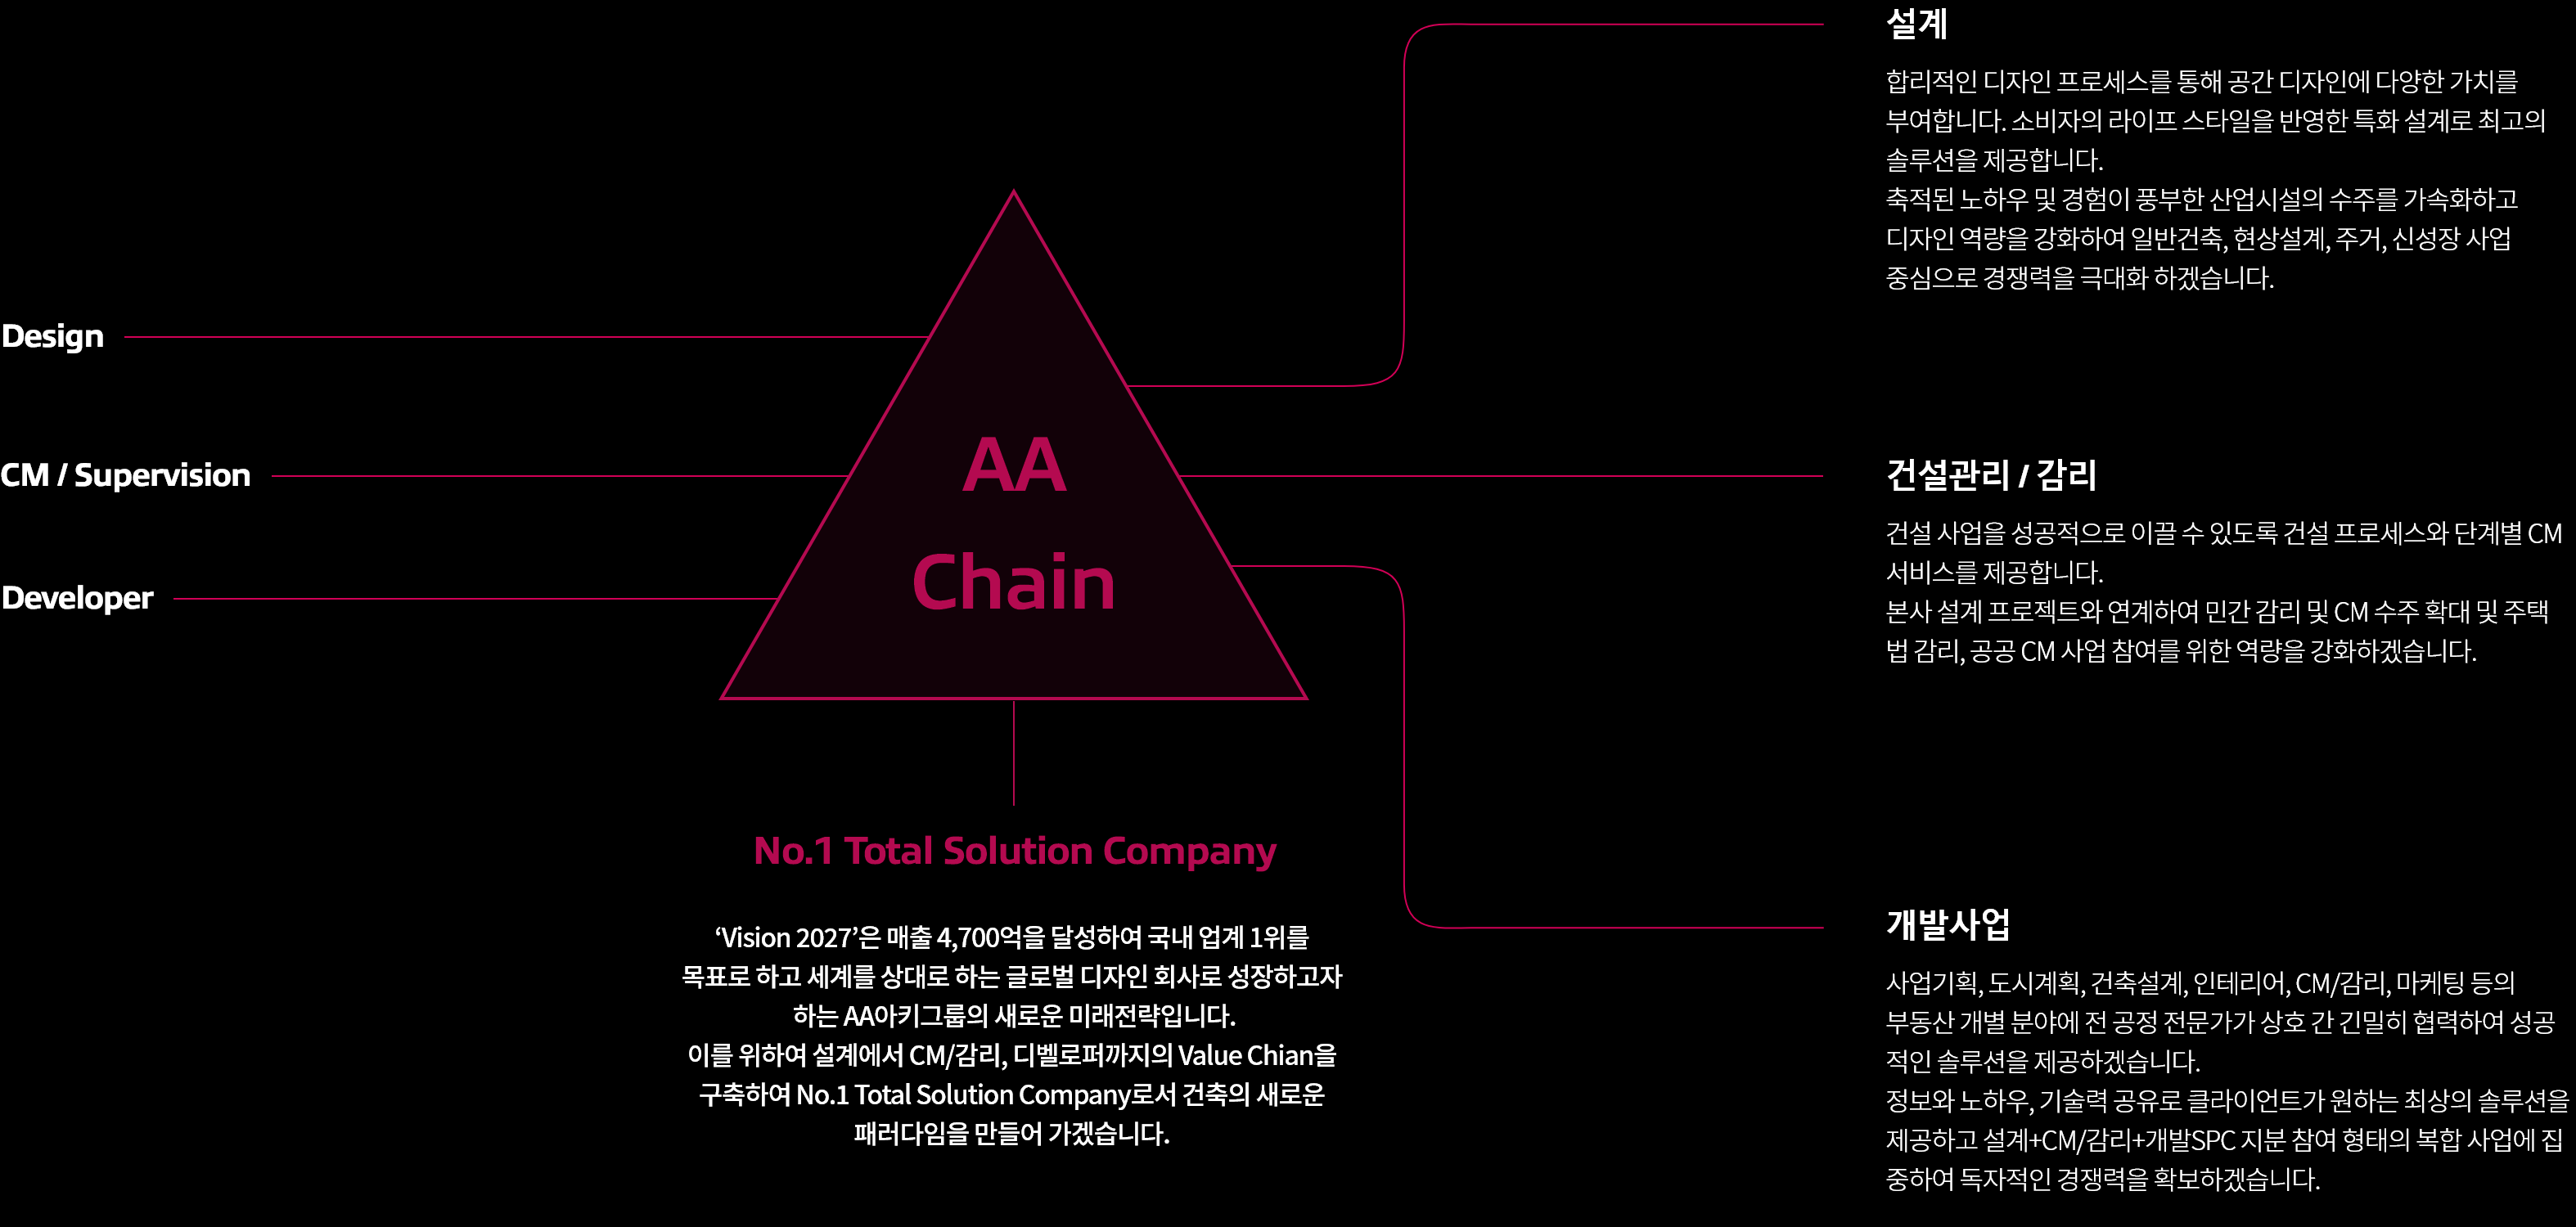 Design
CM / Supervision
Developer
AA
Chain
No.1 Total Solution Company
‘Vision 2027’은 매출 4,700억을 달성하여 국내 업계 1위를
목표로 하고 세계를 상대로 하는 글로벌 디자인 회사로 성장하고자
하는 AA아키그룹의 새로운 미래전략입니다.
이를 위하여 설계에서 CM/감리, 디벨로퍼까지의 Value Chian을
구축하여 No.1 Total Solution Company로서 건축의 새로운
패러다임을 만들어 가겠습니다.
설계
합리적인 디자인 프로세스를 통해 공간 디자인에 다양한 가치를
부여합니다. 소비자의 라이프 스타일을 반영한 특화 설계로 최고의
솔루션을 제공합니다.
축적된 노하우 및 경험이 풍부한 산업시설의 수주를 가속화하고
디자인 역량을 강화하여 일반건축, 현상설계, 주거, 신성장 사업
중심으로 경쟁력을 극대화 하겠습니다.
건설관리 / 감리
건설 사업을 성공적으로 이끌 수 있도록 건설 프로세스와 단계별 CM
서비스를 제공합니다.
본사 설계 프로젝트와 연계하여 민간 감리 및 CM 수주 확대 및 주택
법 감리, 공공 CM 사업 참여를 위한 역량을 강화하겠습니다.
개발사업
사업기획, 도시계획, 건축설계, 인테리어, CM/감리, 마케팅 등의
부동산 개별 분야에 전 공정 전문가가 상호 간 긴밀히 협력하여 성공
적인 솔루션을 제공하겠습니다.
정보와 노하우, 기술력 공유로 클라이언트가 원하는 최상의 솔루션을
제공하고 설계+CM/감리+개발SPC 지분 참여 형태의 복합 사업에 집
중하여 독자적인 경쟁력을 확보하겠습니다.